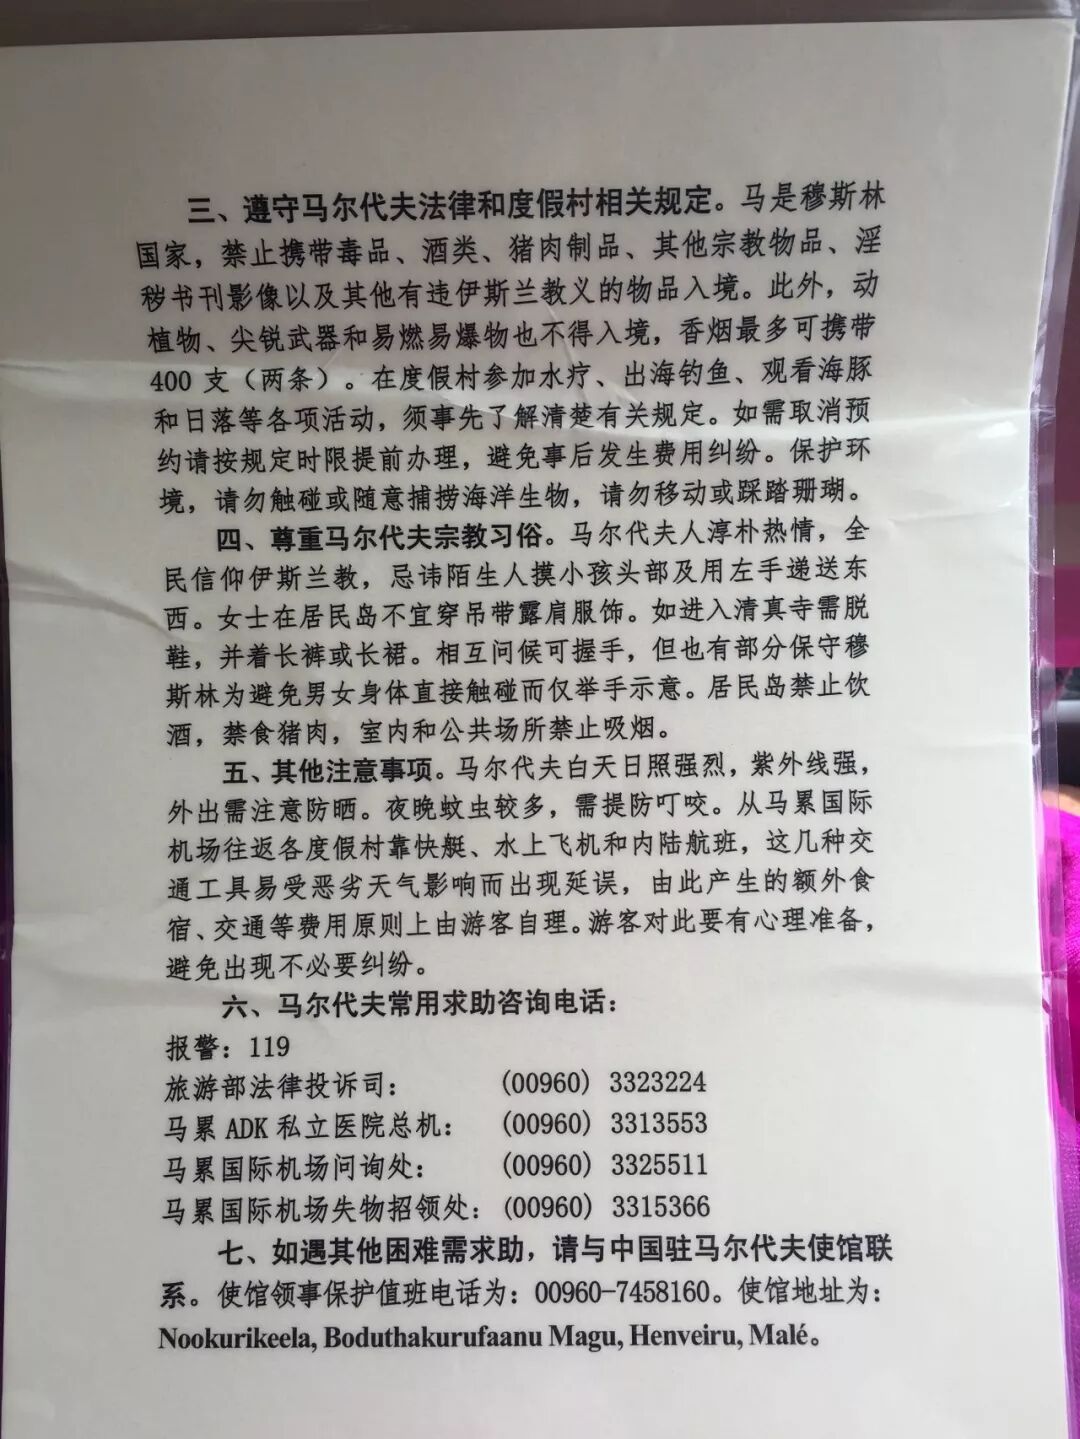 三、遵守马尔代夫法律和度假村相关规定。马是穆斯林
国家，禁止携带毒品、酒类、猪肉制品、其他宗教物品、淫
秽书刊影像以及其他有违伊斯兰教义的物品入境。此外，动
植物、尖锐武器和易燃易爆物也不得入境，香烟最多可携带
400 支（两条）。在度假村参加水疗、出海钓鱼、观看海豚
和日落等各项活动，须事先了解清楚有关规定。如需取消预
约请按规定时限提前办理，避免事后发生费用纠纷。保护环
境，请勿触碰或随意捕捞海洋生物，请勿移动或踩踏珊瑚。
四、尊重马尔代夫宗教习俗。马尔代夫人淳朴热情，全
民信仰伊斯兰教，忌讳陌生人摸小孩头部及用左手递送东
西。女士在居民岛不宜穿吊带露肩服饰。如进入清真寺需脱
鞋，并着长裤或长裙。相互问候可握手，但也有部分保守穆
斯林为避免男女身体直接触碰而仅举手示意。居民岛禁止饮
酒，禁食猪肉，室内和公共场所禁止吸烟。
五、其他注意事项。马尔代夫白天日照强烈，紫外线强，
外出需注意防晒。夜晚蚊虫较多，需提防叮咬。从马累国际
机场往返各度假村靠快艇、水上飞机和内陆航班，这几种交
通工具易受恶劣天气影响而出现延误，由此产生的额外食
宿、交通等费用原则上由游客自理。游客对此要有心理准备，
避免出现不必要纠纷。
六、马尔代夫常用求助咨询电话：
报警：119
旅游部法律投诉司： (00960) 3323224
马累 ADK 私立医院总机： (00960) 3313553
马累国际机场问询处： (00960) 3325511
马累国际机场失物招领处：(00960) 3315366
七、如遇其他困难需求助，请与中国驻马尔代夫使馆联
系。使馆领事保护值班电话为：00960-7458160。使馆地址为：
Nookurikeela, Boduthakurufaanu Magu, Henveiru, Malé。